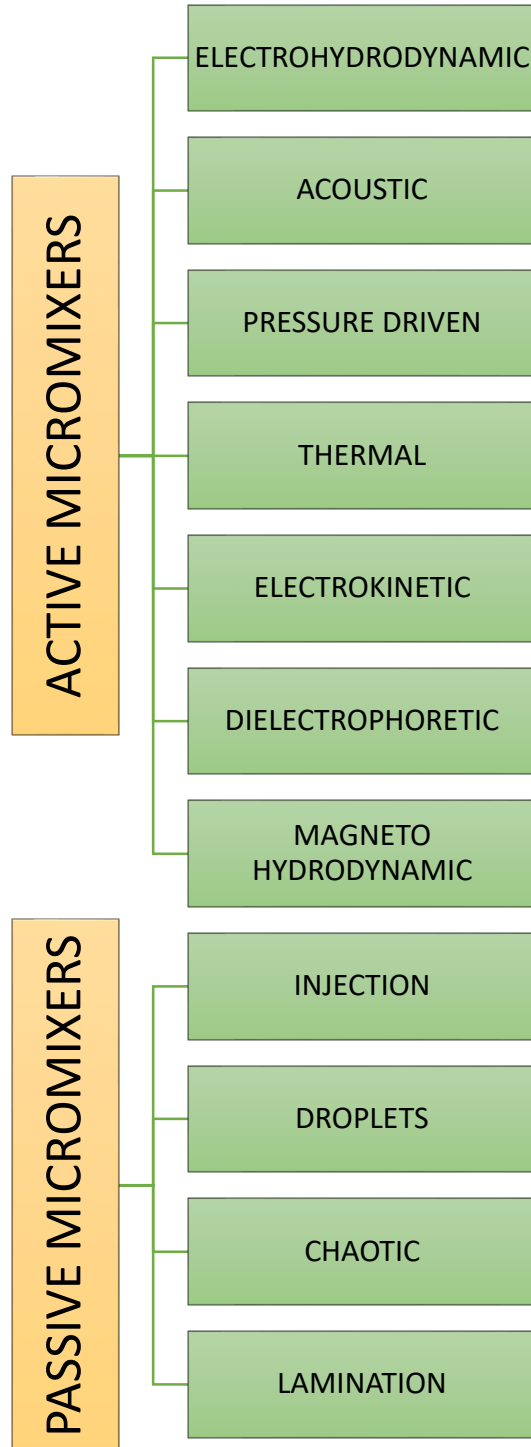 ACTIVE MICROMIXERS
ELECTROHYDRODYNAMIC
ACOUSTIC
PRESSURE DRIVEN
THERMAL
ELECTROKINETIC
DIELECTROPHORETIC
MAGNETO
HYDRODYNAMIC
PASSIVE MICROMIXERS
INJECTION
DROPLETS
CHAOTIC
LAMINATION